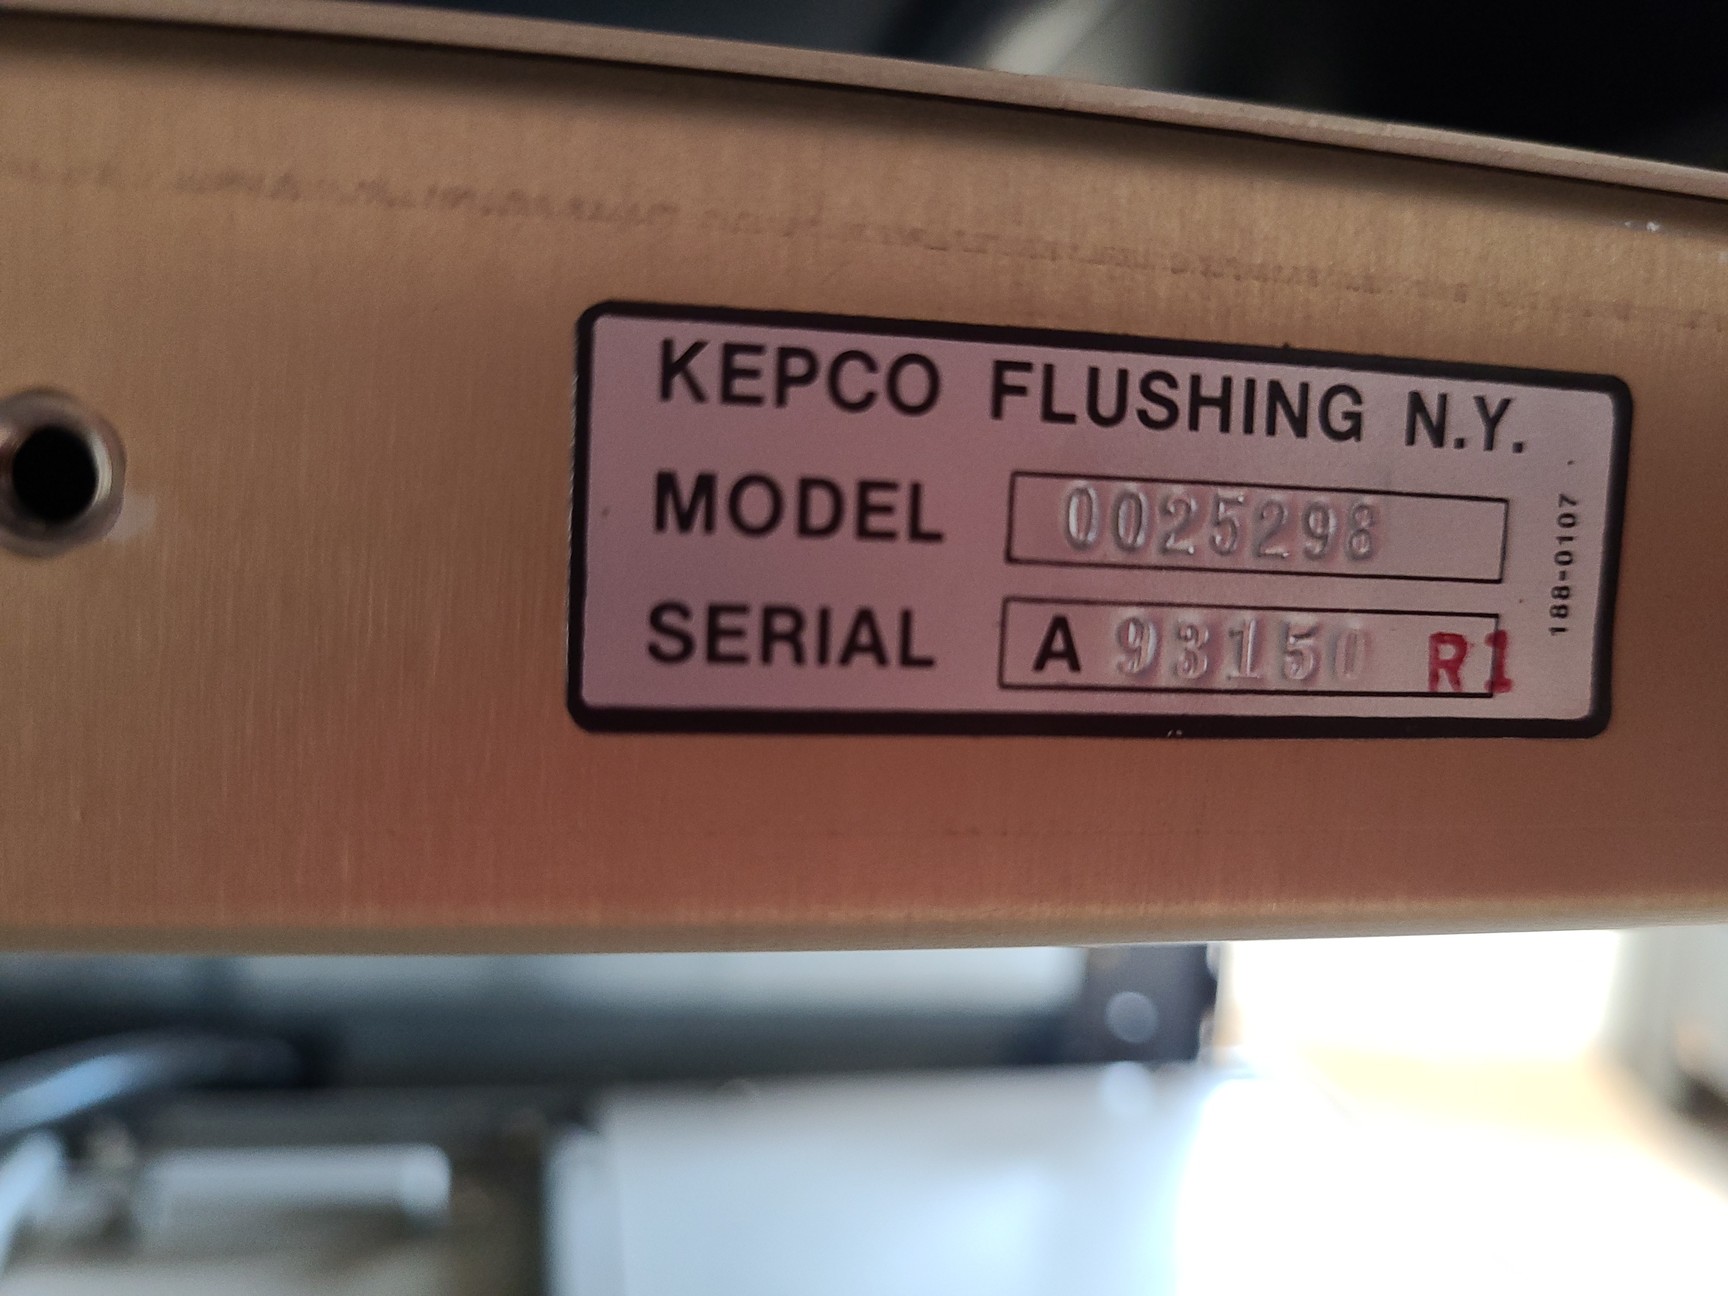 KEPCO FLUSHING N.Y.
MODEL 0025298
SERIAL A 93150 R1
188-0107